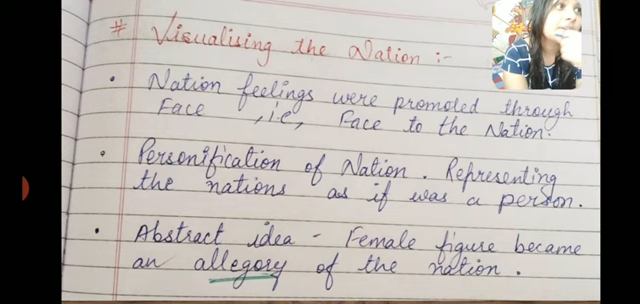 # Visualising the Nation :-
• Nation feelings were promoted through
Face , i.e, Face to the Nation.
• Personification of Nation. Representing
the nations as if was a person.
• Abstract idea - Female figure became
an allegory of the nation.